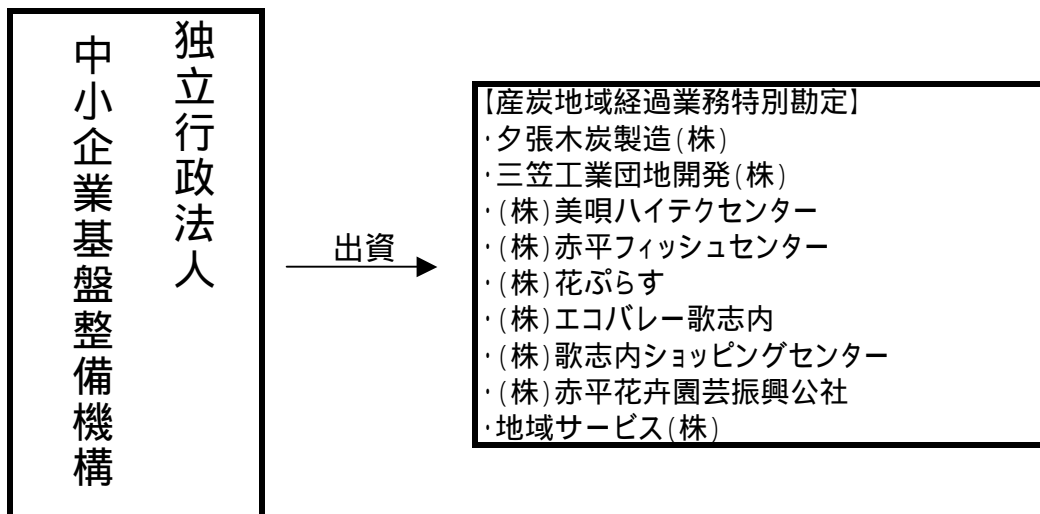 独立行政法人
中小企業基盤整備機構
出資
【産炭地域経過業務特別勘定】
・夕張木炭製造(株)
・三笠工業団地開発(株)
・(株)美唄ハイテクセンター
・(株)赤平フィッシュセンター
・(株)花ぷらす
・(株)エコバレー歌志内
・(株)歌志内ショッピングセンター
・(株)赤平花卉園芸振興公社
・地域サービス(株)